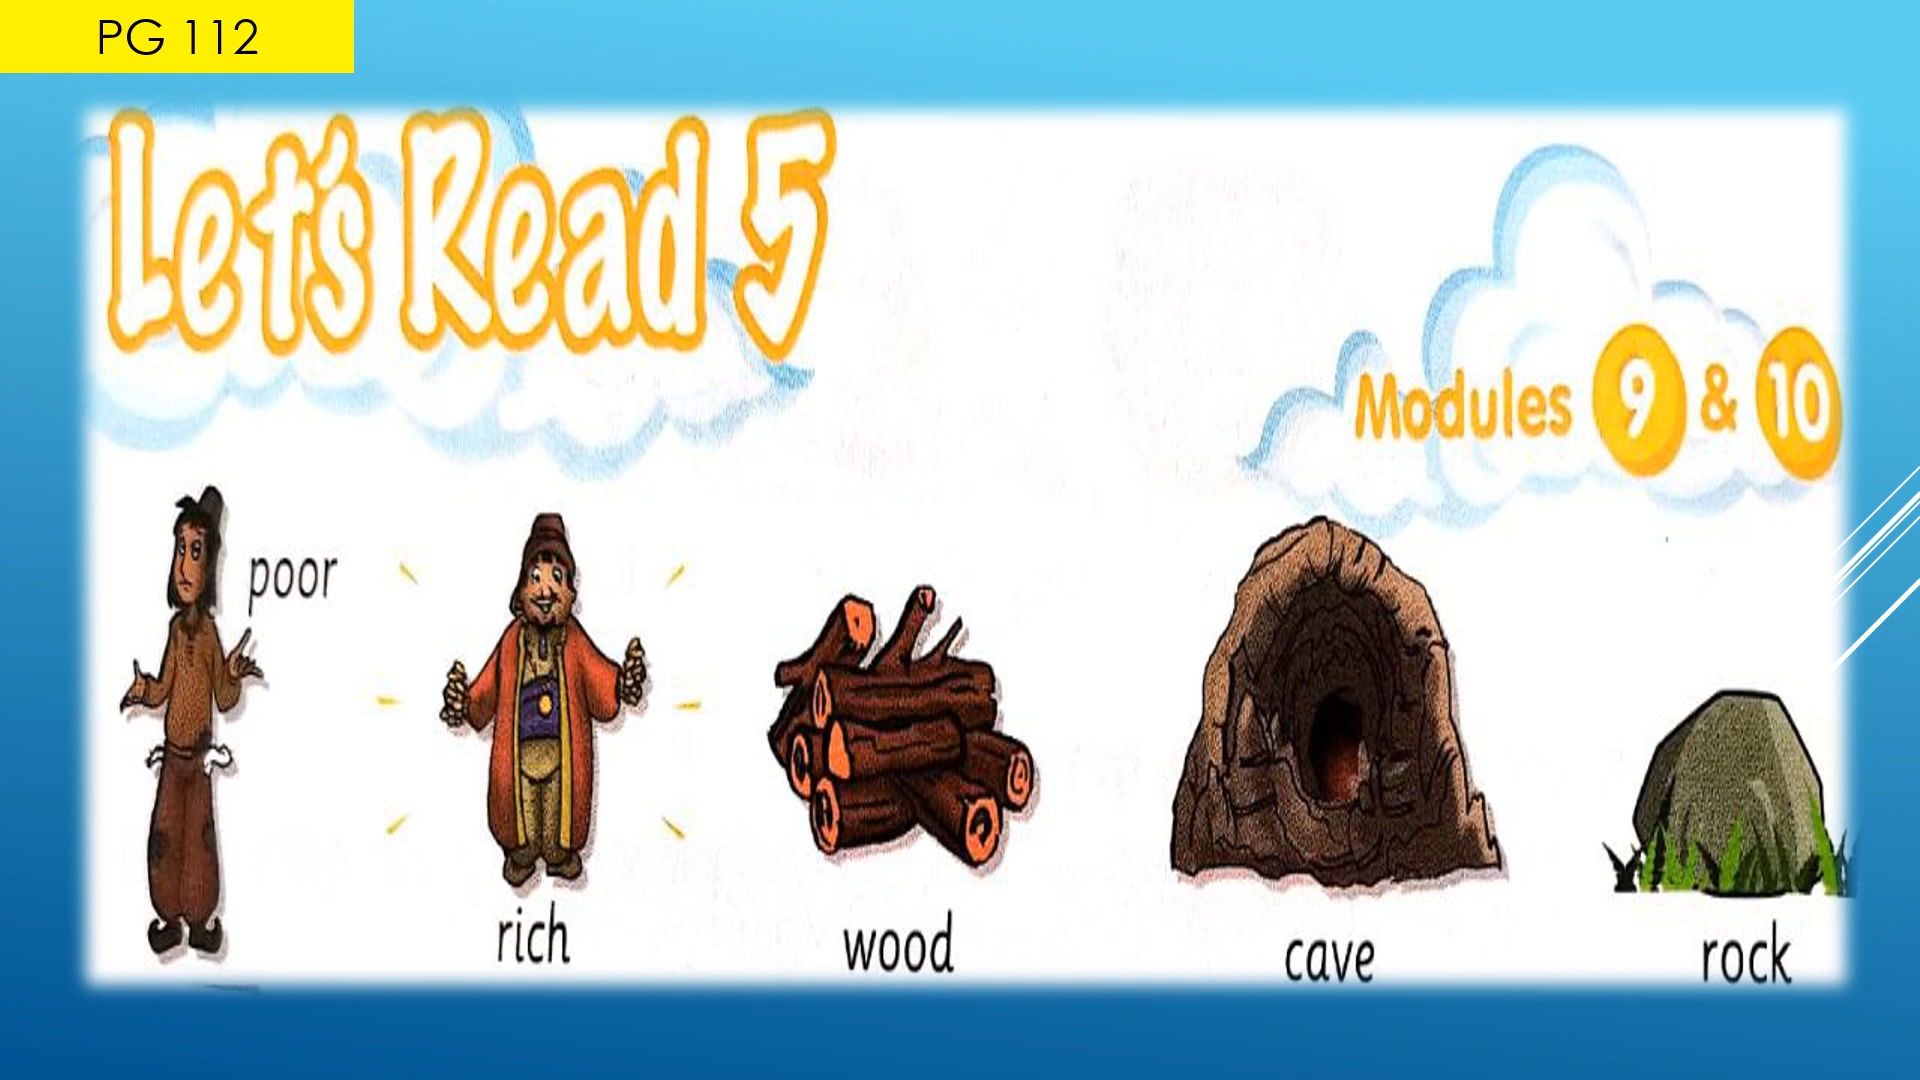 PG 112
Let's Read 5
Modules 9 & 10
poor
rich
wood
cave
rock